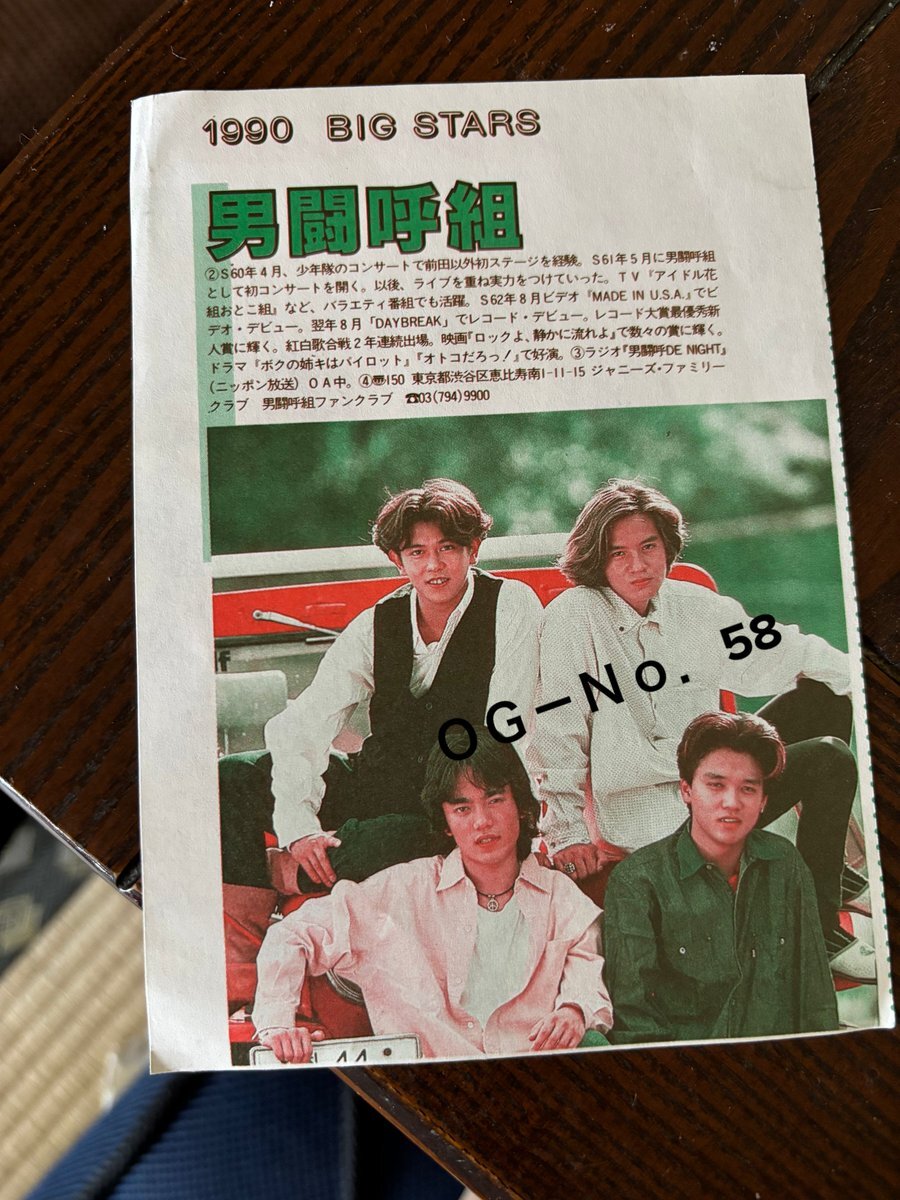 1990 BIG STARS
男闘呼組
②S60年4月、少年隊のコンサートで前田以外初ステージを経験。S61年5月に男闘呼組
として初コンサートを開く。以後、ライブを重ね実力をつけていった。TV『アイドル花
組おとこ組』など、バラエティ番組でも活躍。S62年8月ビデオ『MADE IN U.S.A.』でビ
デオ・デビュー。翌年8月「DAYBREAK」でレコード・デビュー。レコード大賞最優秀新
人賞に輝く。紅白歌合戦2年連続出場。映画『ロックよ、静かに流れよ』で数々の賞に輝く。
ドラマ『ボクの姉キはパイロット』『オトコだろっ!』で好演。③ラジオ『男闘呼DE NIGHT』
(ニッポン放送) OA中。④〠150 東京都渋谷区恵比寿南1-11-15 ジャニーズ・ファミリー
クラブ 男闘呼組ファンクラブ ☎03(794)9900
f
OG-No. 58
44